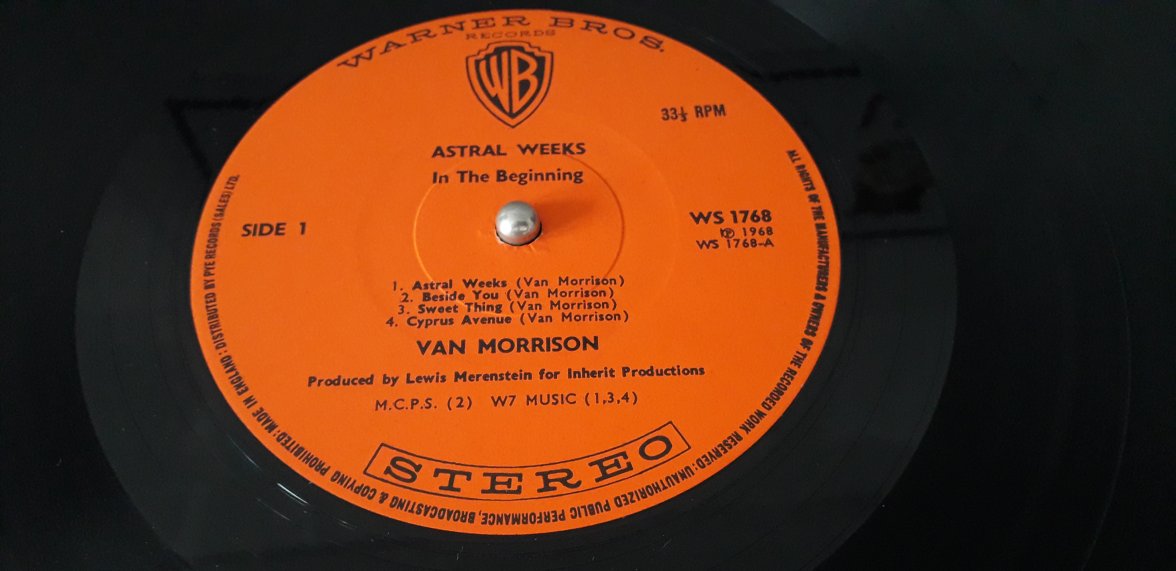 WARNER BROS.
RECORDS
WB
33⅓ RPM
ASTRAL WEEKS
In The Beginning
SIDE 1
WS 1768
℗ 1968
WS 1768-A
1. Astral Weeks (Van Morrison)
2. Beside You (Van Morrison)
3. Sweet Thing (Van Morrison)
4. Cyprus Avenue (Van Morrison)
VAN MORRISON
Produced by Lewis Merenstein for Inherit Productions
M.C.P.S. (2) W7 MUSIC (1,3,4)
STEREO
ALL RIGHTS OF THE MANUFACTURERS & OWNERS OF THE RECORDED WORK RESERVED: UNAUTHORIZED PUBLIC PERFORMANCE, BROADCASTING & COPYING PROHIBITED: MADE IN ENGLAND: DISTRIBUTED BY PYE RECORDS (SALES) LTD.